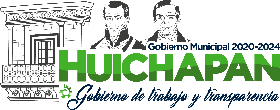 Gobierno Municipal 2020-2024
HUICHAPAN
Gobierno de trabajo y transparencia